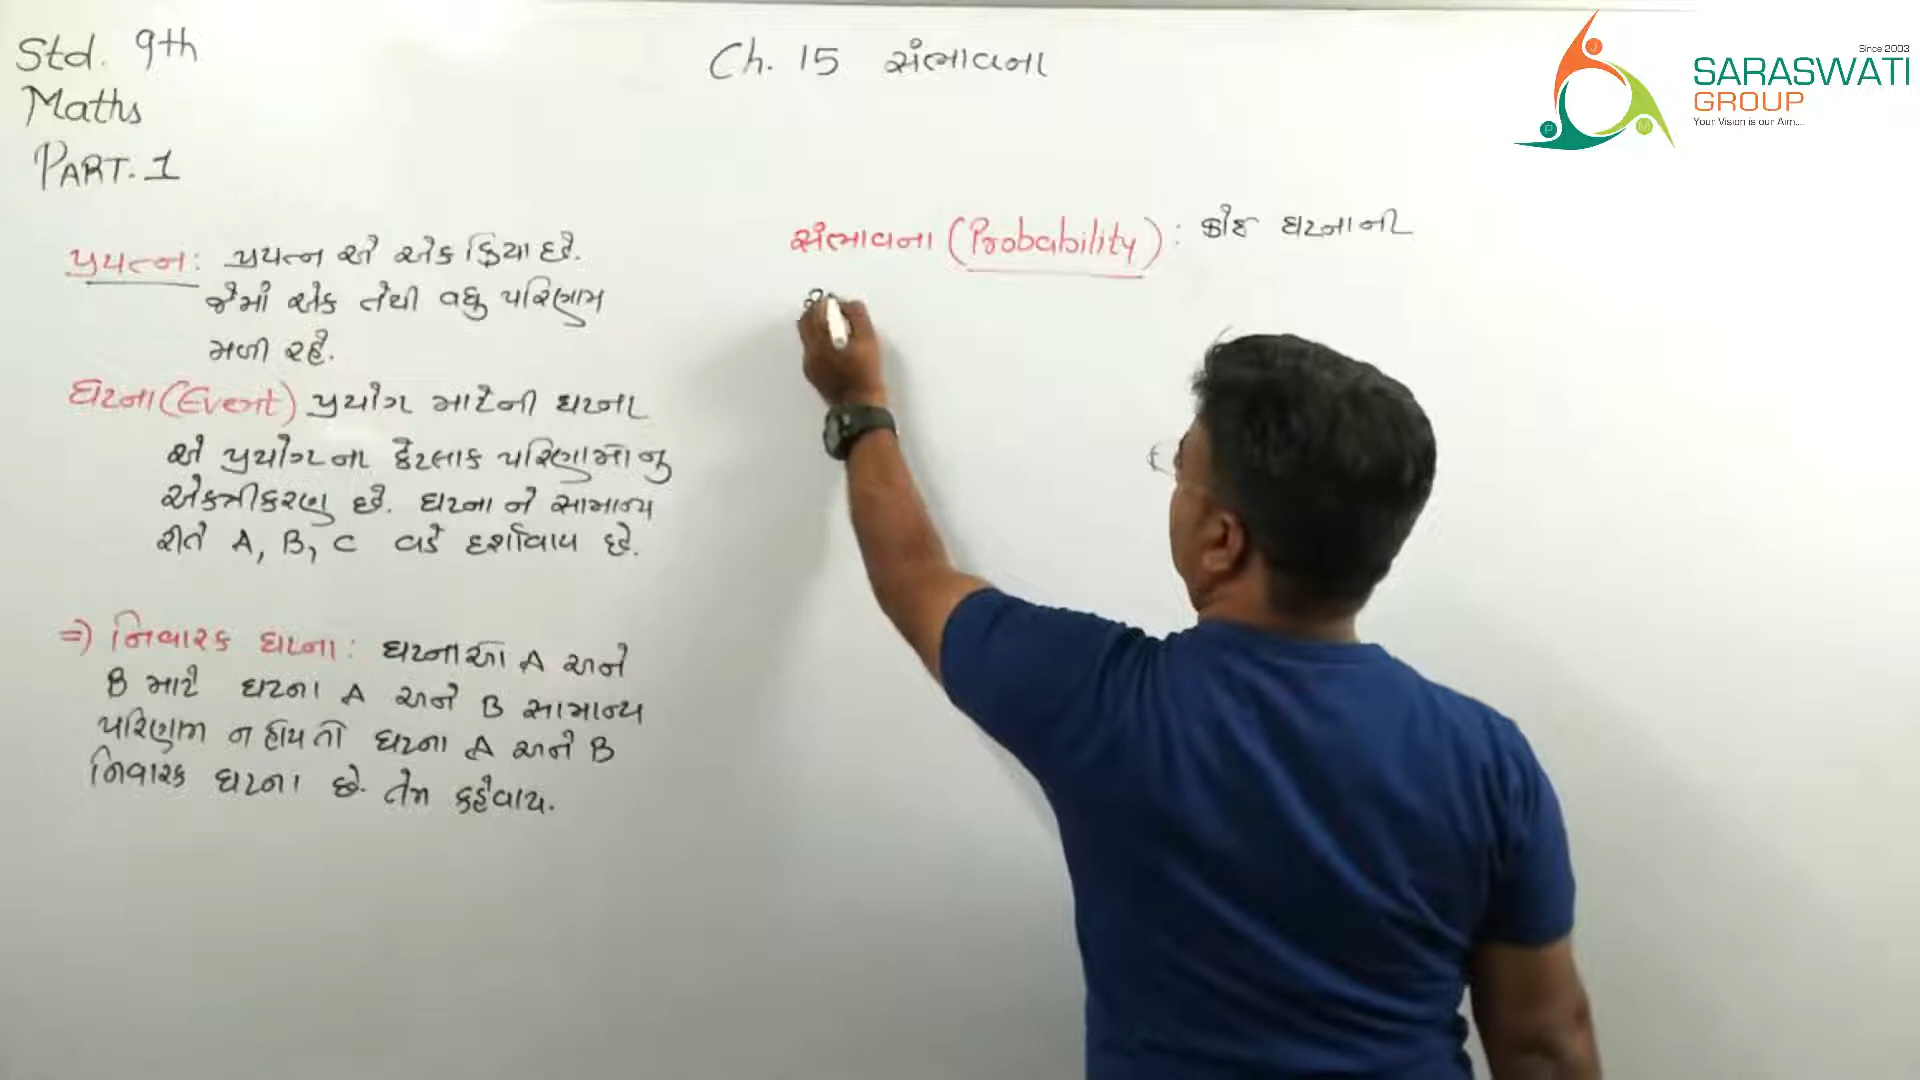 Std. 9th
Maths
PART. 1
Ch. 15 સંભાવના
Since 2003
SARASWATI
GROUP
Your Vision is our Aim....
J
P
M
પ્રયત્ન: પ્રયત્ન એ એક ક્રિયા છે.
જેમાં એક તેથી વધુ પરિણામ
મળી રહે.
ઘટના (Event) પ્રયોગ માટેની ઘટના
એ પ્રયોગના કેટલાક પરિણામોનુ
એકત્રીકરણ છે. ઘટના ને સામાન્ય
રીતે A, B, C વડે દર્શાવાય છે.
⇒ નિવારક ઘટના: ઘટનાઓ A અને
B માટે ઘટના A અને B સામાન્ય
પરિણામ ન હોય તો ઘટના A અને B
નિવારક ઘટના છે. તેમ કહેવાય.
સંભાવના (Probability): કોઇ ઘટનાની